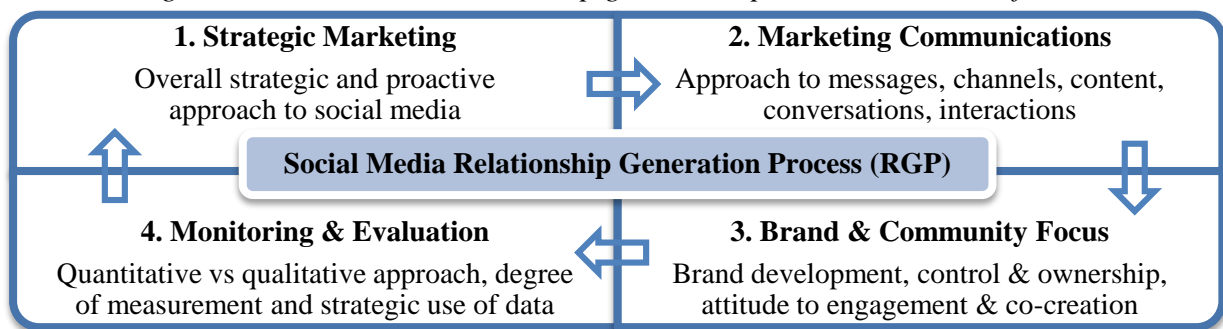 1. Strategic Marketing
Overall strategic and proactive
approach to social media
2. Marketing Communications
Approach to messages, channels, content,
conversations, interactions
Social Media Relationship Generation Process (RGP)
4. Monitoring & Evaluation
Quantitative vs qualitative approach, degree
of measurement and strategic use of data
3. Brand & Community Focus
Brand development, control & ownership,
attitude to engagement & co-creation